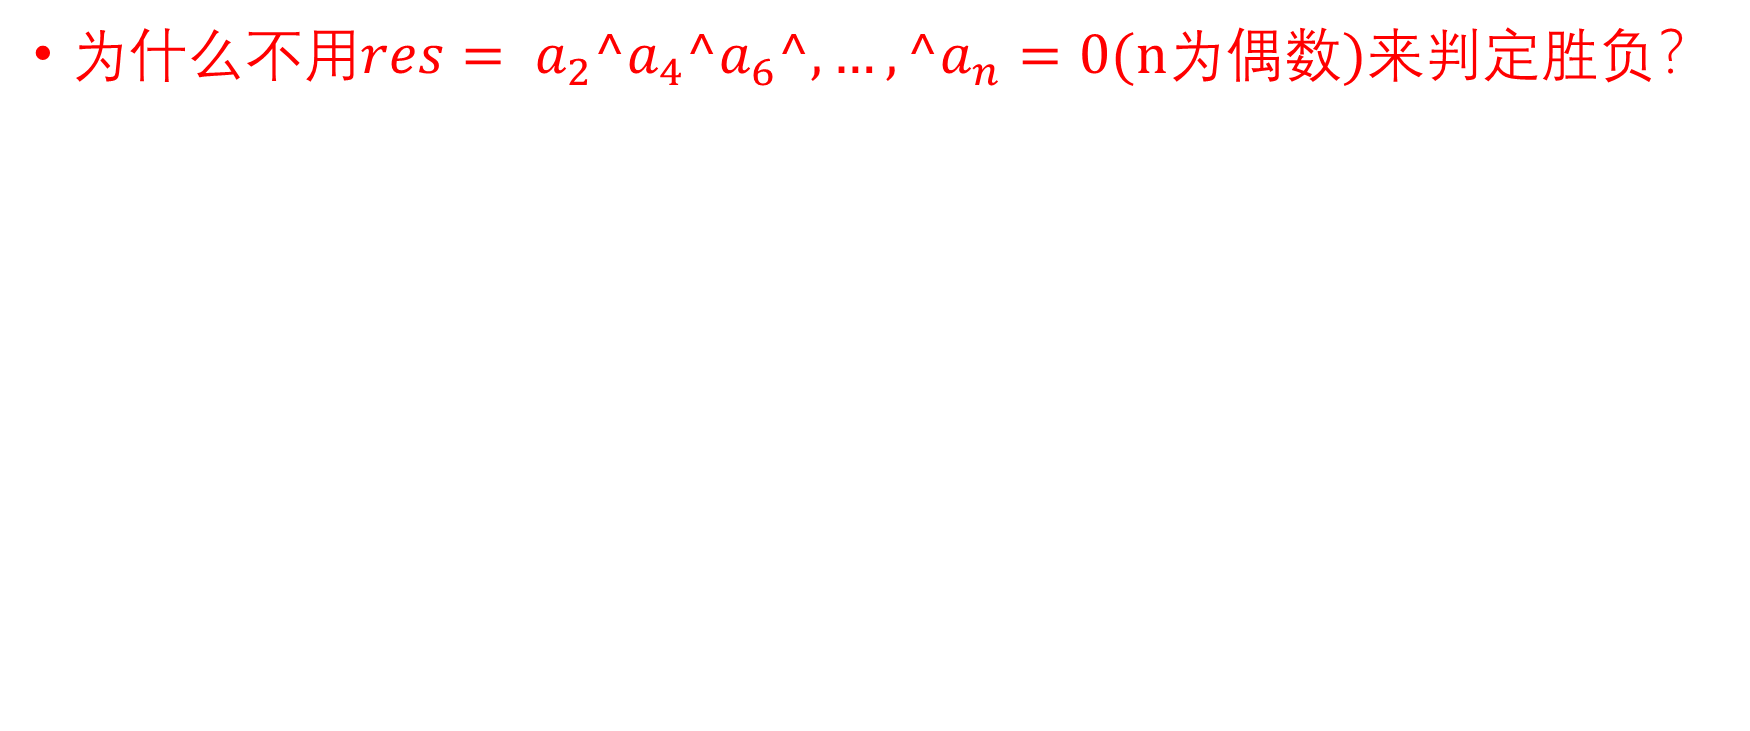 • 为什么不用res = a₂^a₄^a₆^, … , ^aₙ = 0(n为偶数)来判定胜负？